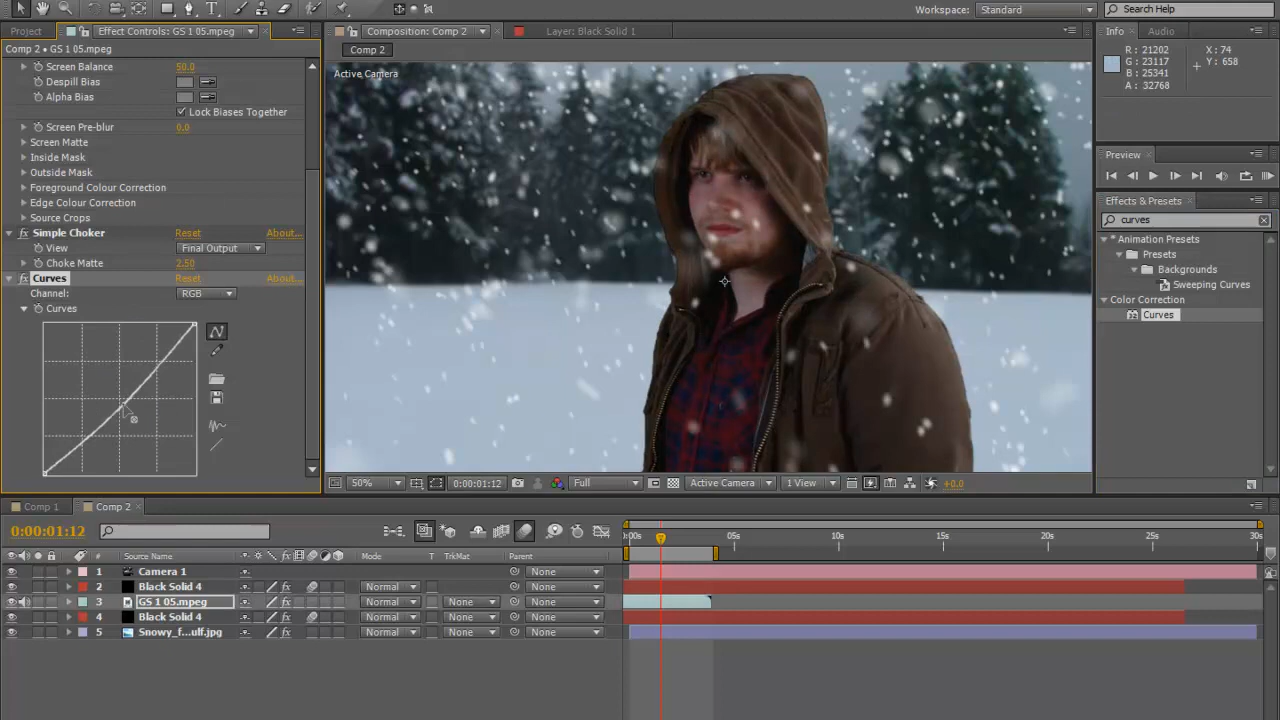 Workspace: Standard Search Help
Project Effect Controls: GS 1 05.mpeg Composition: Comp 2 Layer: Black Solid 1 Info Audio
Comp 2 • GS 1 05.mpeg
Comp 2
Screen Balance 50.0
Despill Bias
Alpha Bias
Lock Biases Together
Screen Pre-blur 0.0
Screen Matte
Inside Mask
Outside Mask
Foreground Colour Correction
Edge Colour Correction
Source Crops
fx Simple Choker Reset About...
View Final Output
Choke Matte 2.50
fx Curves Reset About...
Channel: RGB
Curves
Active Camera
50% 0:00:01:12 Full Active Camera 1 View +0.0
R: 21202 X: 74
G: 23117 Y: 658
B: 25341
A: 32768
Preview
Effects & Presets
curves
* Animation Presets
Presets
Backgrounds
Sweeping Curves
Color Correction
Curves
Comp 1 Comp 2
0:00:01:12
:00s 05s 10s 15s 20s 25s 30s
# Source Name fx Mode T TrkMat Parent
1 Camera 1 None
2 Black Solid 4 fx Normal None
3 GS 1 05.mpeg fx Normal None None
4 Black Solid 4 fx Normal None None
5 Snowy_f...ulf.jpg Normal None None